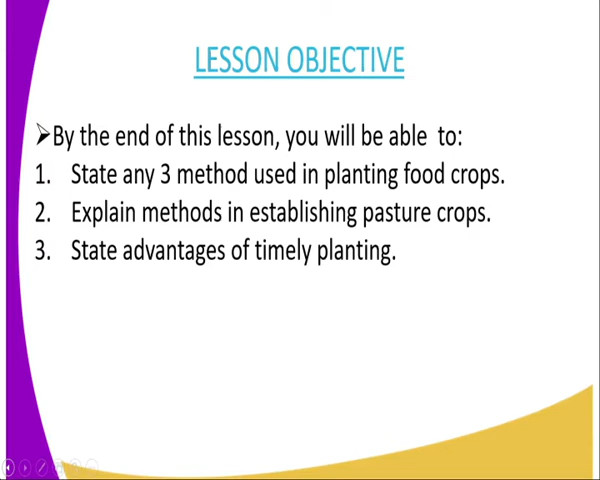 LESSON OBJECTIVE
➢By the end of this lesson, you will be able to:
1. State any 3 method used in planting food crops.
2. Explain methods in establishing pasture crops.
3. State advantages of timely planting.